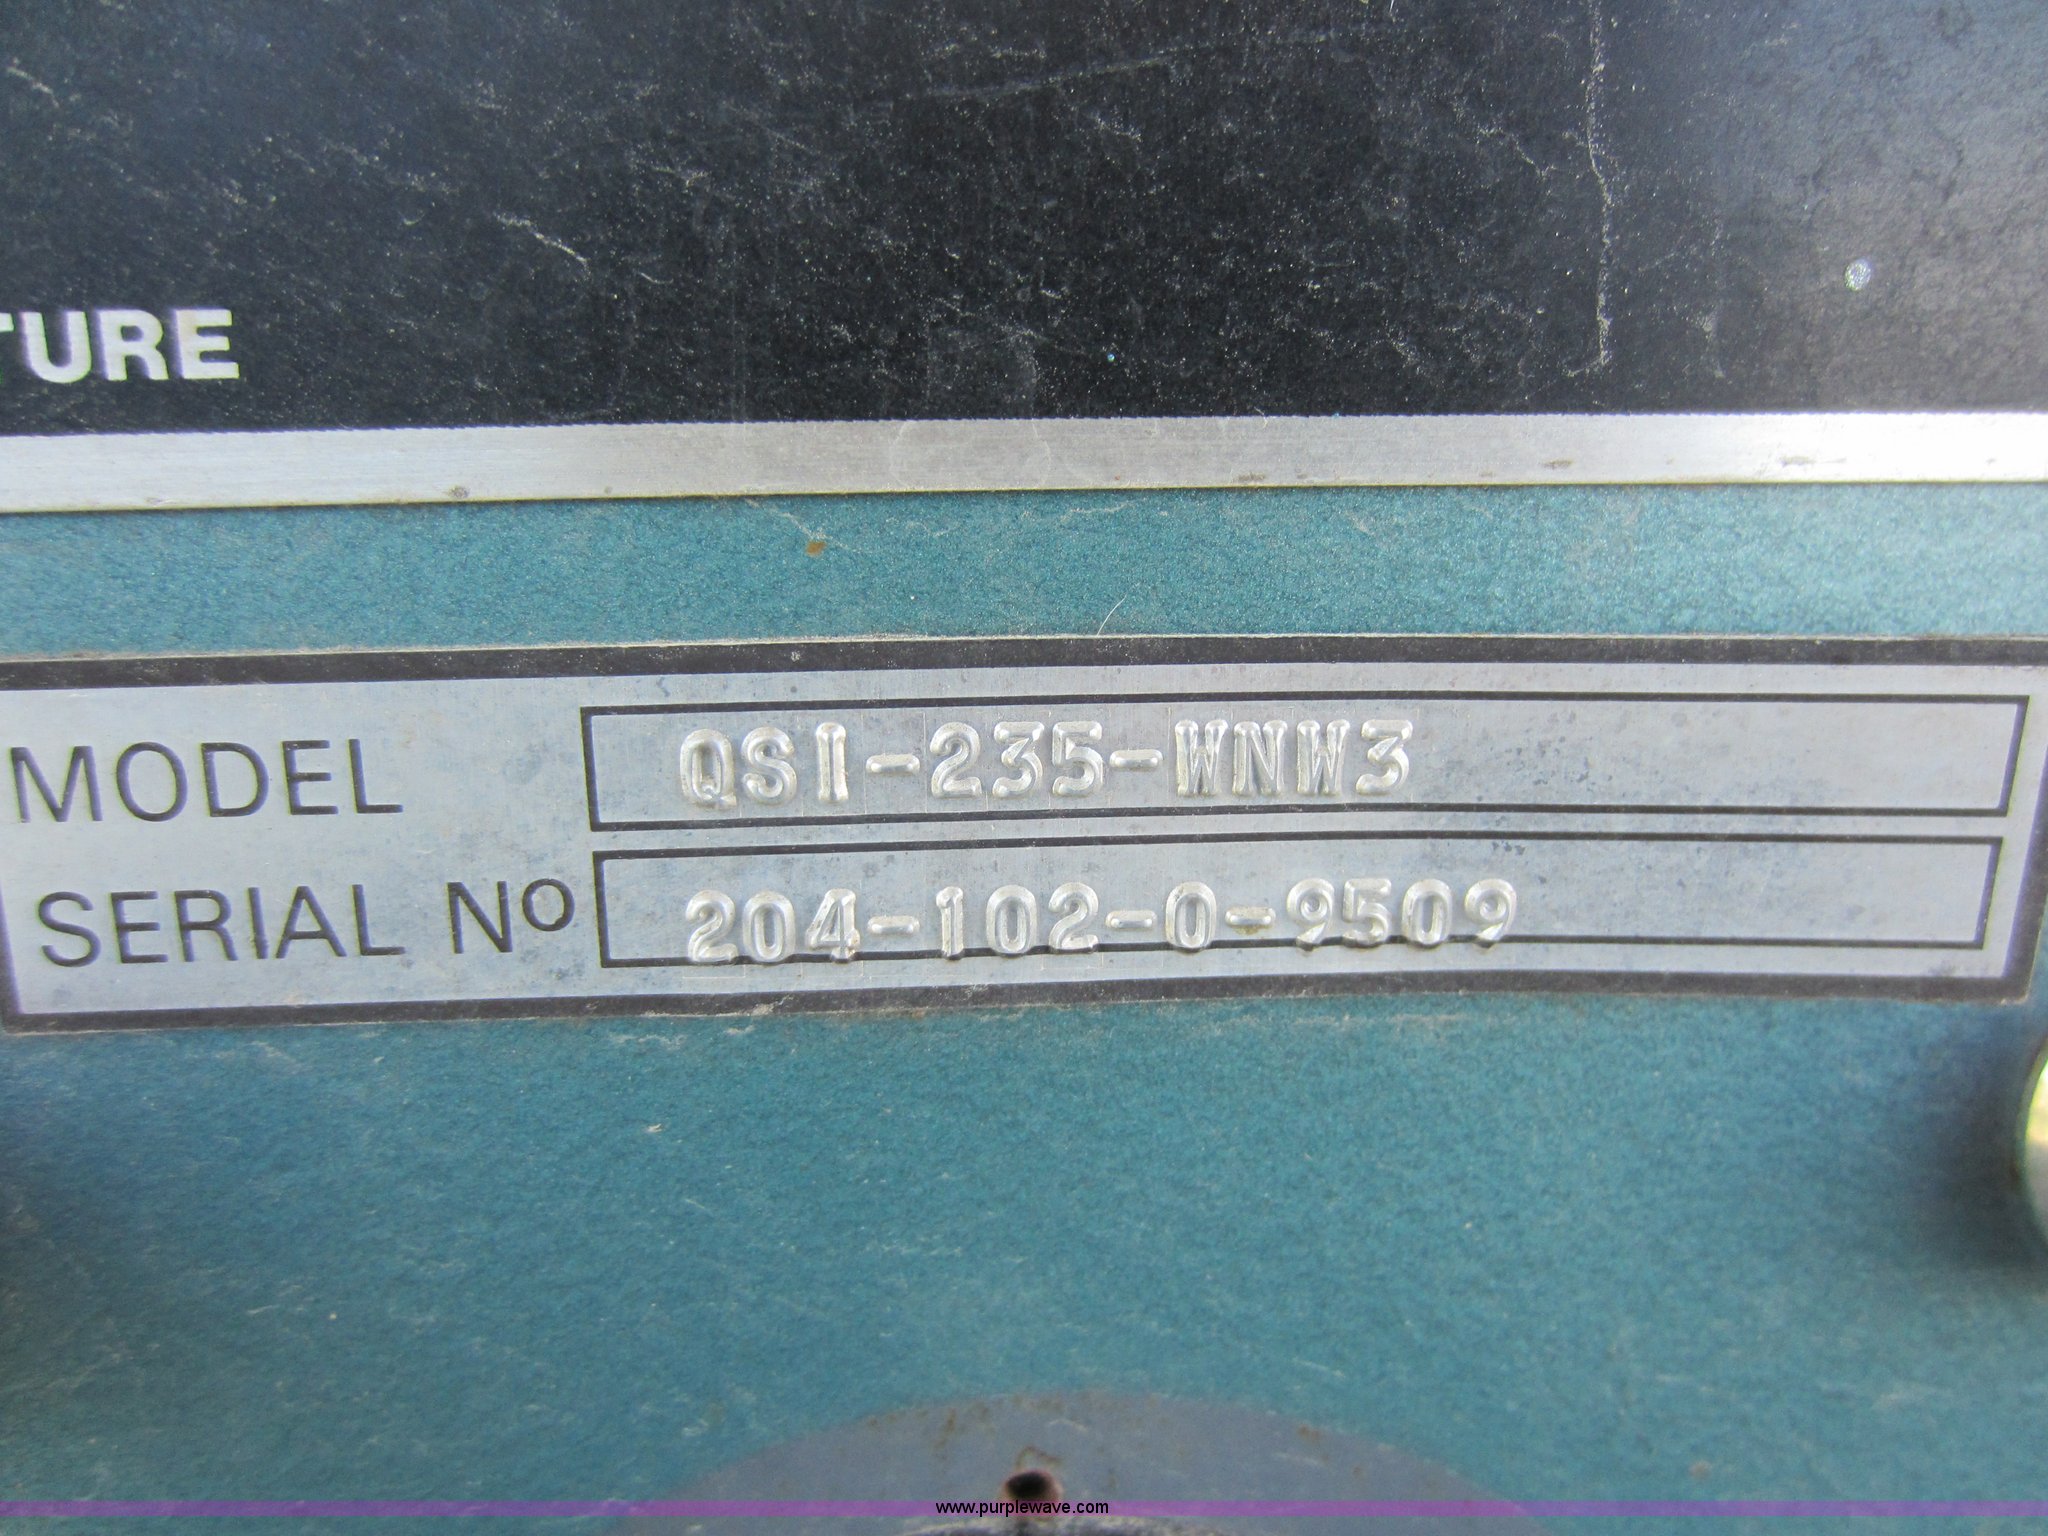 TURE
MODEL QSI-235-WNW3
SERIAL No 204-102-0-9509
www.purplewave.com